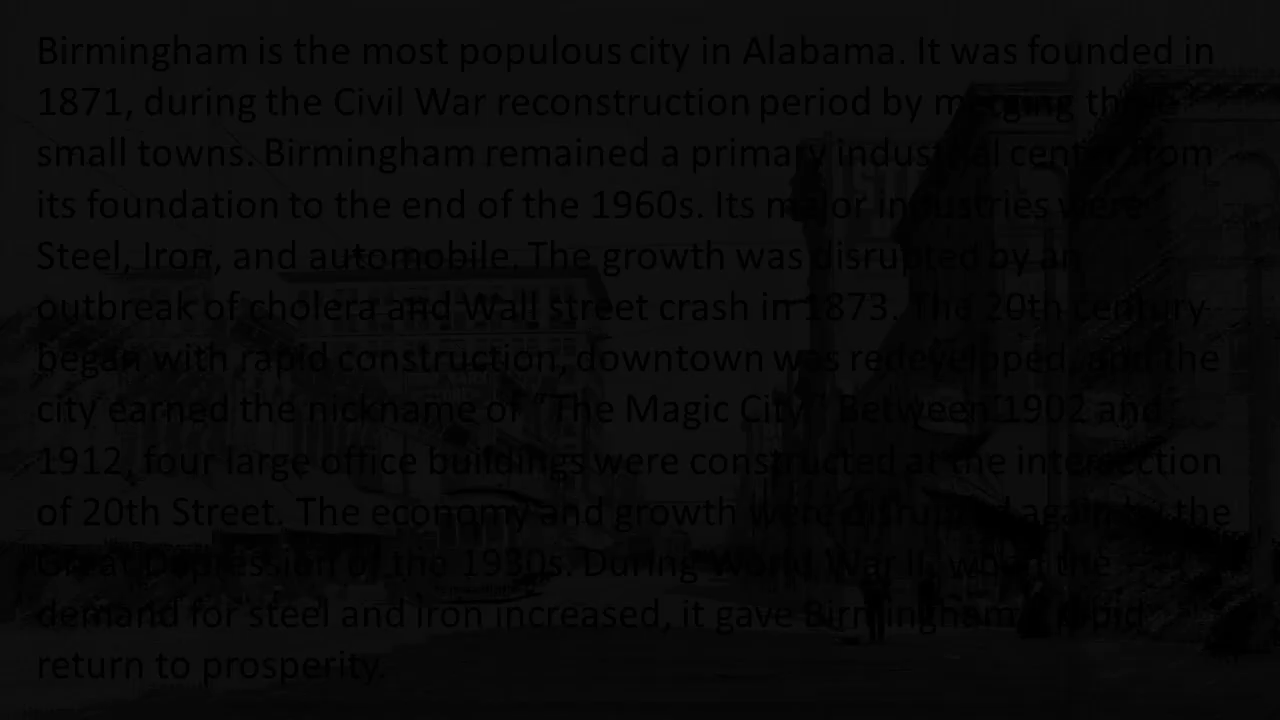 Birmingham is the most populous city in Alabama. It was founded in
1871, during the Civil War reconstruction period by merging three
small towns. Birmingham remained a primary industrial center from
its foundation to the end of the 1960s. Its major industries were
Steel, Iron, and automobile. The growth was disrupted by an
outbreak of cholera and Wall street crash in 1873. The 20th century
began with rapid construction, downtown was redeveloped, and the
city earned the nickname of “The Magic City.” Between 1902 and
1912, four large office buildings were constructed at the intersection
of 20th Street. The economy and growth were disrupted again by the
Great Depression of the 1930s. During World War II, when the
demand for steel and Iron increased, it gave Birmingham a rapid
return to prosperity.